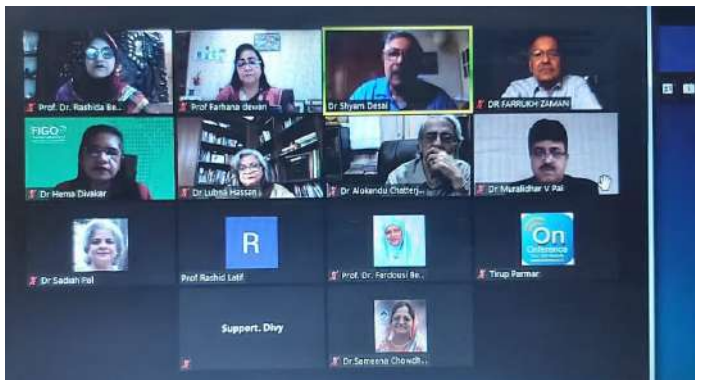 Prof. Dr. Rashida Be...
Prof Farhana dewan
Dr Shyam Desai
DR FARRUKH ZAMAN
FIGO
Dr Hema Divakar
Dr Lubna Hassan
Dr Alokendu Chatterj...
Dr Muralidhar V Pai
Dr Sadiah Pal
R
Prof Rashid Latif
Prof. Dr. Ferdousi Be...
On
Conference
Tirup Parmar
Support. Divy
Dr.Sameena Chowdh...